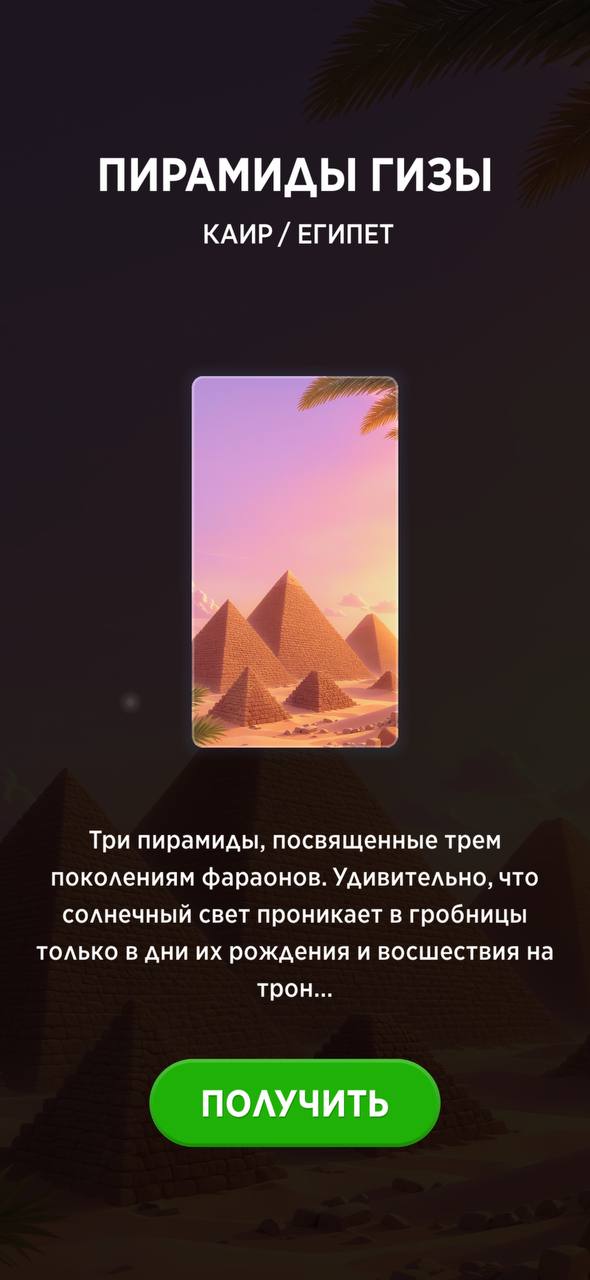 ПИРАМИДЫ ГИЗЫ
КАИР / ЕГИПЕТ
Три пирамиды, посвященные трем
поколениям фараонов. Удивительно, что
солнечный свет проникает в гробницы
только в дни их рождения и восшествия на
трон...
ПОЛУЧИТЬ